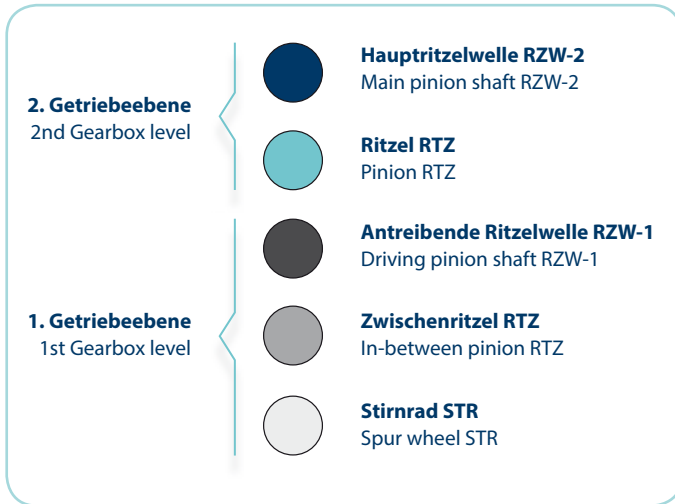 2. Getriebeebene
2nd Gearbox level
Hauptritzelwelle RZW-2
Main pinion shaft RZW-2
Ritzel RTZ
Pinion RTZ
1. Getriebeebene
1st Gearbox level
Antreibende Ritzelwelle RZW-1
Driving pinion shaft RZW-1
Zwischenritzel RTZ
In-between pinion RTZ
Stirnrad STR
Spur wheel STR